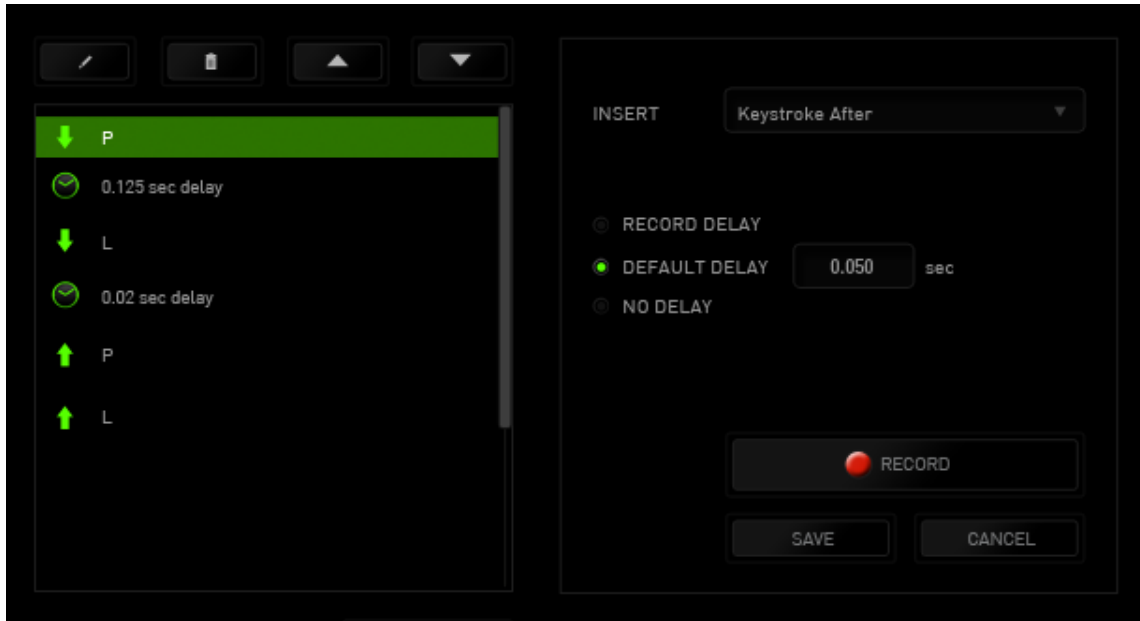 P
0.125 sec delay
L
0.02 sec delay
P
L
INSERT Keystroke After
RECORD DELAY
DEFAULT DELAY 0.050 sec
NO DELAY
RECORD
SAVE CANCEL